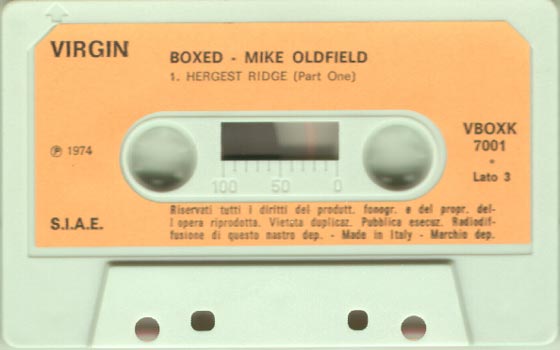 VIRGIN
BOXED - MIKE OLDFIELD
1. HERGEST RIDGE (Part One)
℗ 1974
VBOXK
7001
•
Lato 3
100 50 0
S.I.A.E.
Riservati tutti i diritti del produtt. fonogr. e del propr. del-
l opera riprodotta. Vietata duplicaz. Pubblica esecuz. Radiodif-
fusione di questo nastro dep. - Made in Italy - Marchio dep.